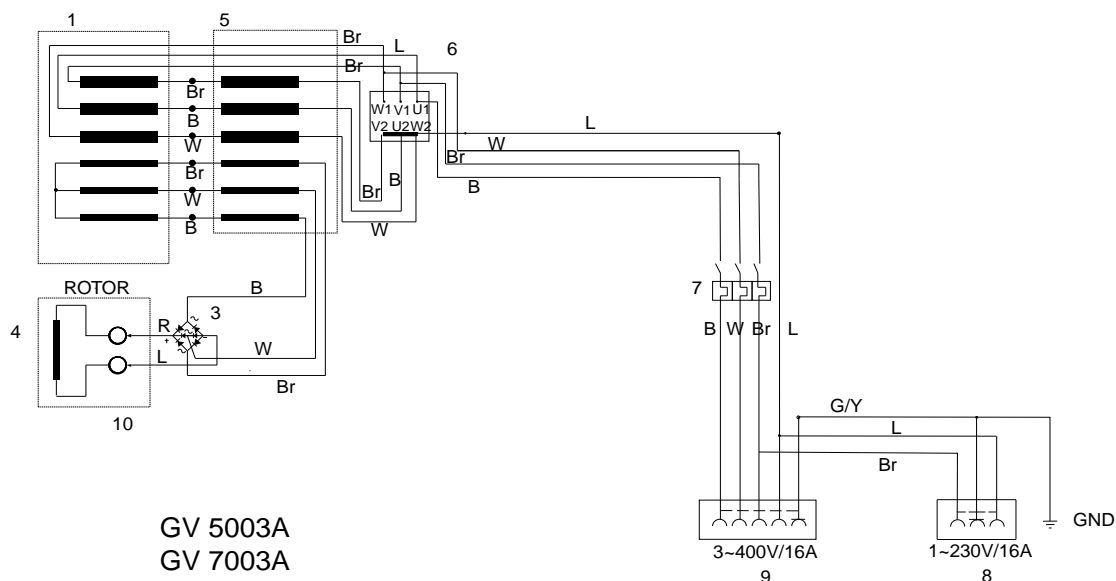 1
5
6
Br
L
Br
Br
B
W
Br
W
B
W1 V1 U1
V2 U2 W2
L
W
Br
B
Br
B
W
ROTOR
4
R
+
L
3
~
~
~
B
W
Br
10
7
B W Br L
G/Y
L
Br
GND
3~400V/16A
9
1~230V/16A
8
GV 5003A
GV 7003A